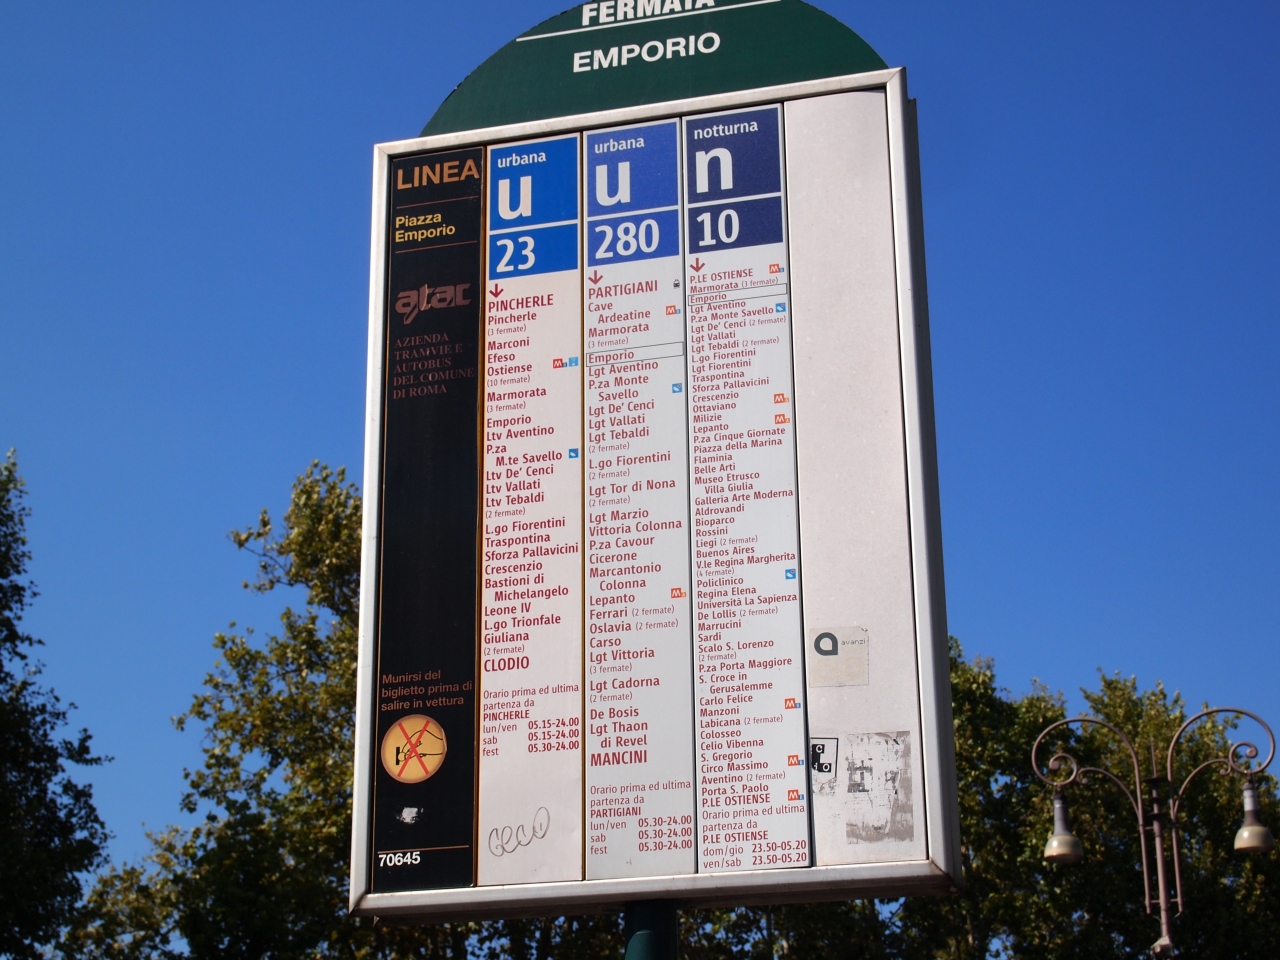 FERMATA
EMPORIO
LINEA
Piazza
Emporio
atac
AZIENDA
TRAMVIE E
AUTOBUS
DEL COMUNE
DI ROMA
Munirsi del
biglietto prima di
salire in vettura
70645
urbana
u
23
PINCHERLE
Pincherle
(3 fermate)
Marconi
Efeso
Ostiense
(10 fermate)
Marmorata
(3 fermate)
Emporio
Ltv Aventino
P.za
M.te Savello
Ltv De' Cenci
Ltv Vallati
Ltv Tebaldi
(2 fermate)
L.go Fiorentini
Traspontina
Sforza Pallavicini
Crescenzio
Bastioni di
Michelangelo
Leone IV
L.go Trionfale
Giuliana
(2 fermate)
CLODIO
Orario prima ed ultima
partenza da
PINCHERLE
lun/ven 05.15-24.00
sab 05.15-24.00
fest 05.30-24.00
urbana
u
280
PARTIGIANI
Cave
Ardeatine
Marmorata
(3 fermate)
Emporio
Lgt Aventino
P.za Monte
Savello
Lgt De' Cenci
Lgt Vallati
Lgt Tebaldi
(2 fermate)
L.go Fiorentini
(2 fermate)
Lgt Tor di Nona
(2 fermate)
Lgt Marzio
Vittoria Colonna
P.za Cavour
Cicerone
Marcantonio
Colonna
Lepanto
Ferrari (2 fermate)
Oslavia (2 fermate)
Carso
Lgt Vittoria
(3 fermate)
Lgt Cadorna
(2 fermate)
De Bosis
Lgt Thaon
di Revel
MANCINI
Orario prima ed ultima
partenza da
PARTIGIANI
lun/ven 05.30-24.00
sab 05.30-24.00
fest 05.30-24.00
notturna
n
10
P.LE OSTIENSE
Marmorata (3 fermate)
Emporio
Lgt Aventino
P.za Monte Savello
Lgt De' Cenci (2 fermate)
Lgt Vallati
Lgt Tebaldi (2 fermate)
L.go Fiorentini
Lgt Fiorentini
Traspontina
Sforza Pallavicini
Crescenzio
Ottaviano
Milizie
Lepanto
P.za Cinque Giornate
Piazza della Marina
Flaminia
Belle Arti
Museo Etrusco
Villa Giulia
Galleria Arte Moderna
Aldrovandi
Bioparco
Rossini
Liegi (2 fermate)
Buenos Aires
V.le Regina Margherita
(4 fermate)
Policlinico
Regina Elena
Università La Sapienza
De Lollis (2 fermate)
Marrucini
Sardi
Scalo S. Lorenzo
(2 fermate)
P.za Porta Maggiore
S. Croce in
Gerusalemme
Carlo Felice
Manzoni
Labicana (2 fermate)
Colosseo
Celio Vibenna
S. Gregorio
Circo Massimo
Aventino (2 fermate)
Porta S. Paolo
P.LE OSTIENSE
Orario prima ed ultima
partenza da
P.LE OSTIENSE
dom/gio 23.50-05.20
ven/sab 23.50-05.20
avanzi